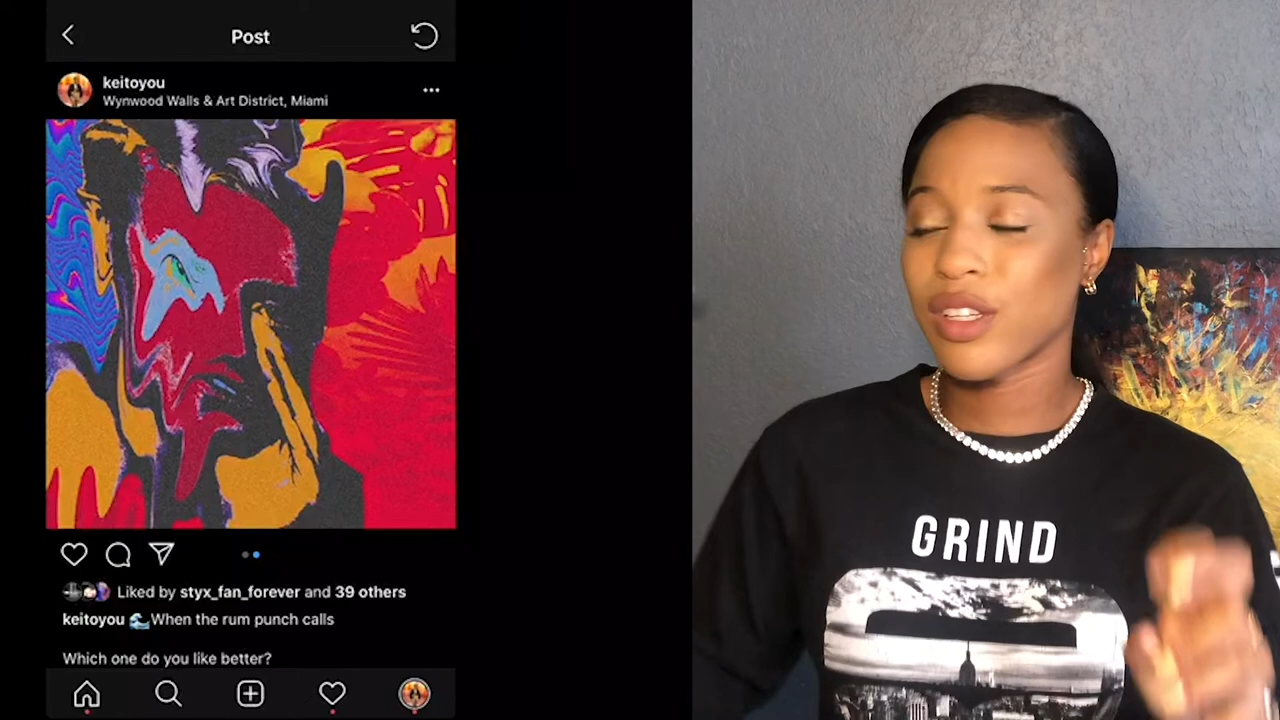 Post
keitoyou
Wynwood Walls & Art District, Miami
Liked by styx_fan_forever and 39 others
keitoyou 🌊When the rum punch calls
Which one do you like better?
GRIND